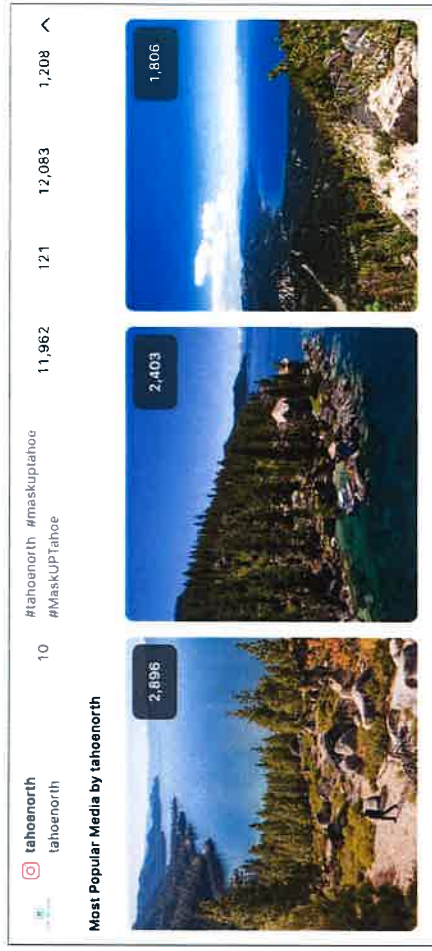 tahoenorth 10 #tahoenorth #maskuptahoe 11,962 121 12,083 1,208
tahoenorth #MaskUPTahoe
Most Popular Media by tahoenorth
2,896 2,403 1,806